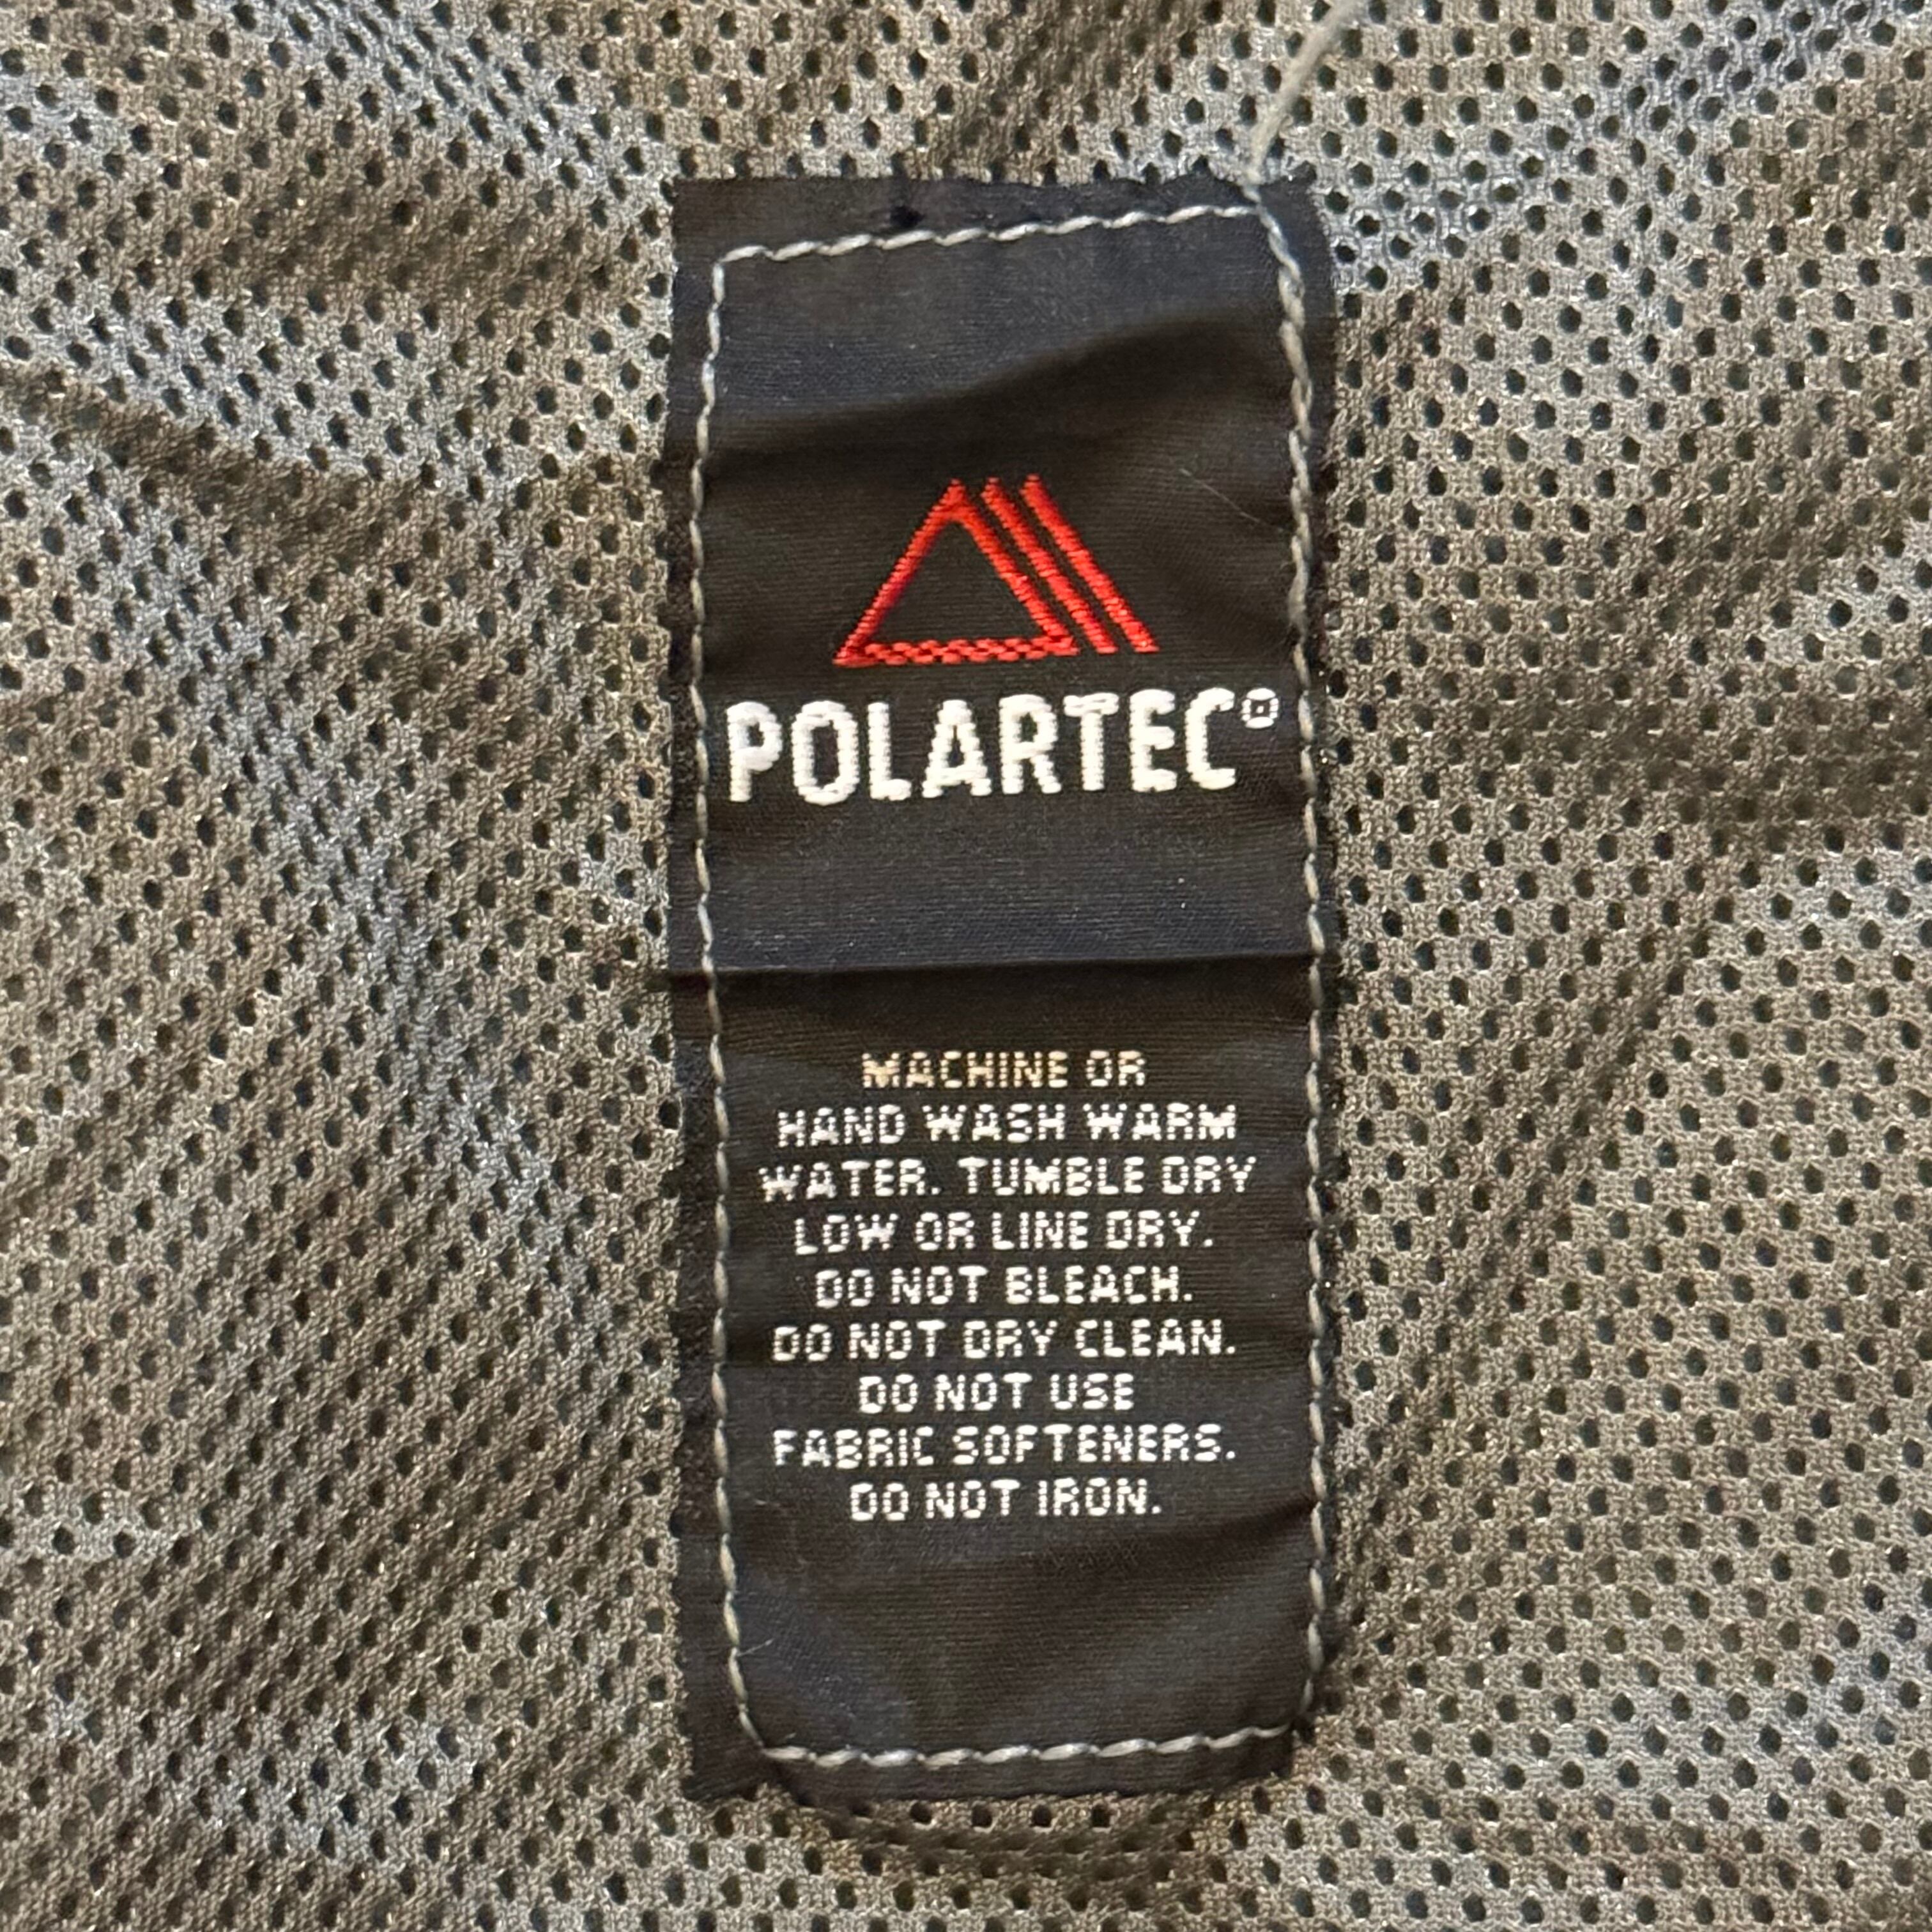 POLARTEC®
MACHINE OR
HAND WASH WARM
WATER. TUMBLE DRY
LOW OR LINE DRY.
DO NOT BLEACH.
DO NOT DRY CLEAN.
DO NOT USE
FABRIC SOFTENERS.
DO NOT IRON.